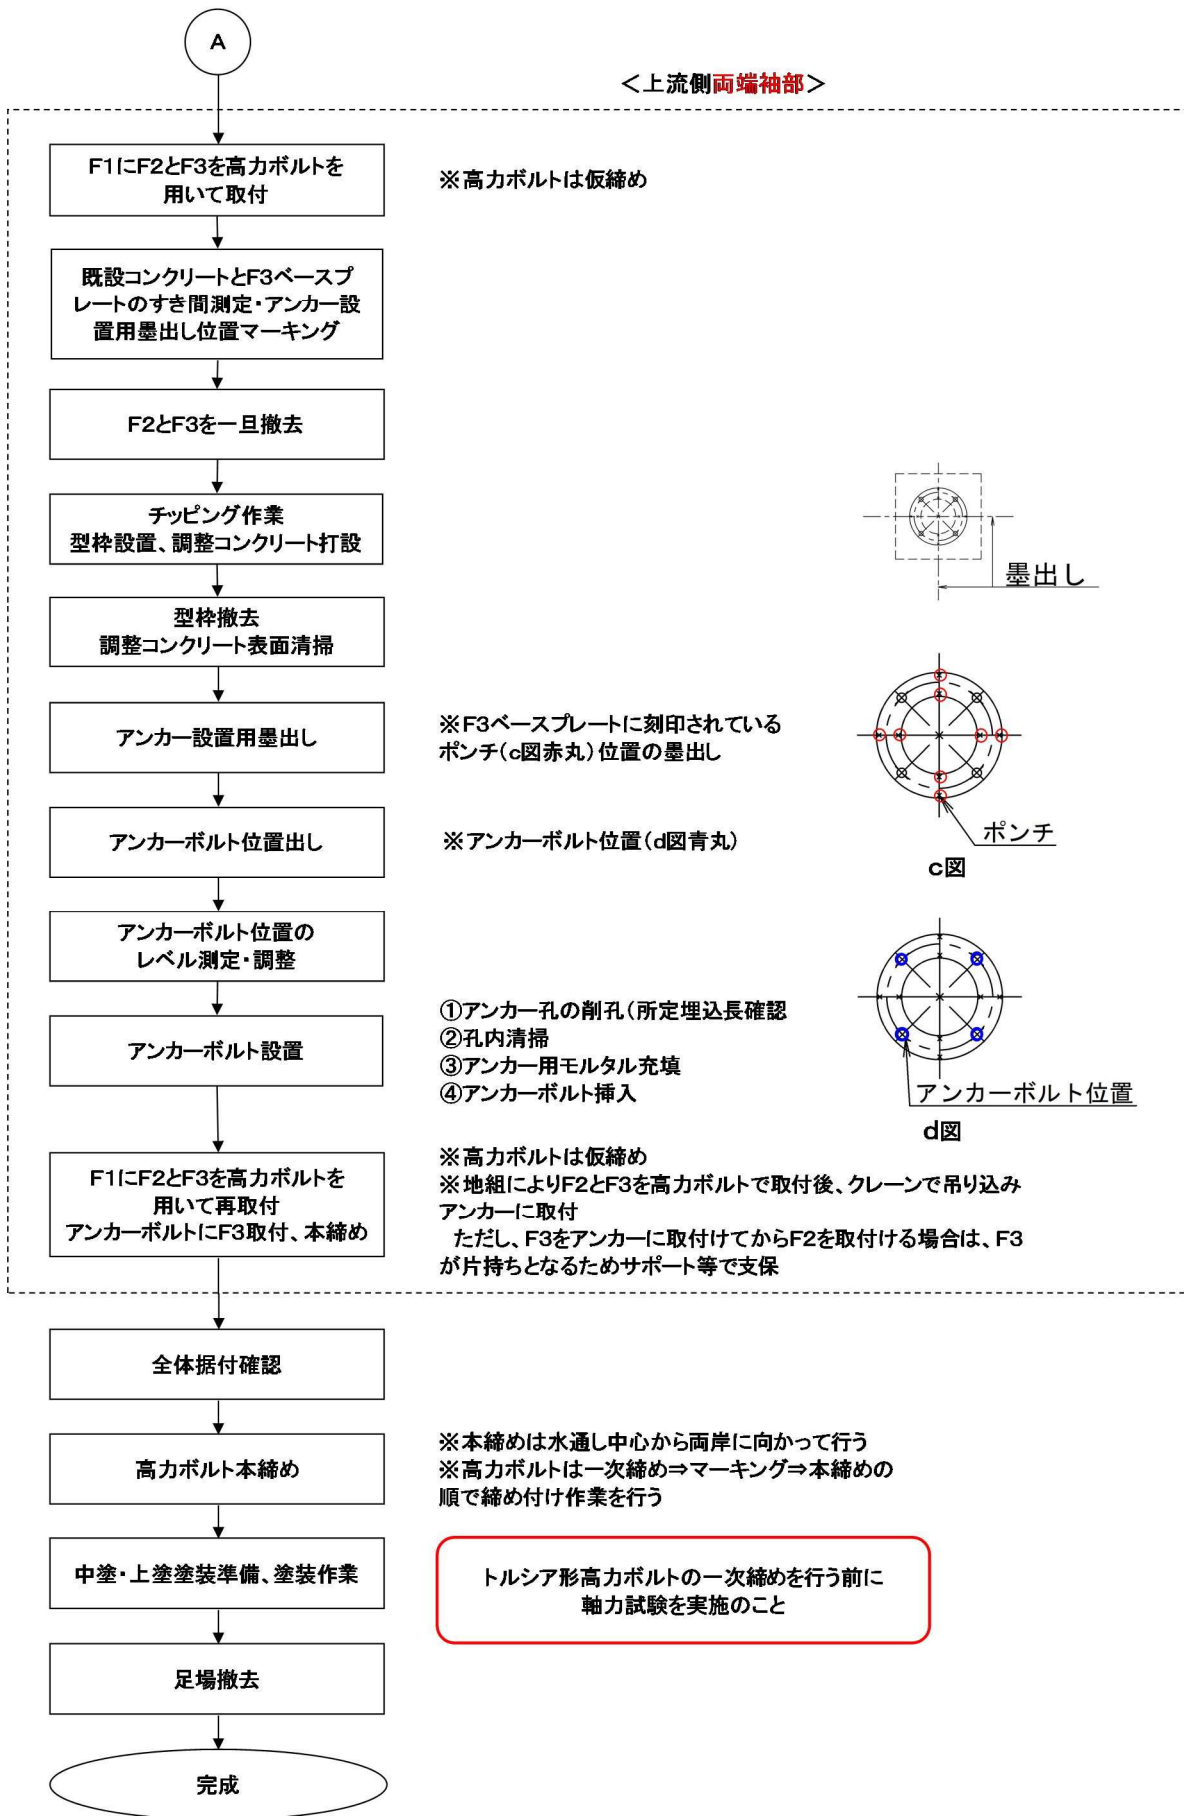 A
＜上流側両端袖部＞
F1にF2とF3を高力ボルトを
用いて取付
※高力ボルトは仮締め
既設コンクリートとF3ベースプ
レートのすき間測定・アンカー設
置用墨出し位置マーキング
F2とF3を一旦撤去
チッピング作業
型枠設置、調整コンクリート打設
墨出し
型枠撤去
調整コンクリート表面清掃
アンカー設置用墨出し
※F3ベースプレートに刻印されている
ポンチ（c図赤丸）位置の墨出し
ポンチ
c図
アンカーボルト位置出し
※アンカーボルト位置（d図青丸）
アンカーボルト位置の
レベル測定・調整
アンカーボルト設置
①アンカー孔の削孔（所定埋込長確認
②孔内清掃
③アンカー用モルタル充填
④アンカーボルト挿入
アンカーボルト位置
d図
F1にF2とF3を高力ボルトを
用いて再取付
アンカーボルトにF3取付、本締め
※高力ボルトは仮締め
※地組によりF2とF3を高力ボルトで取付後、クレーンで吊り込み
アンカーに取付
ただし、F3をアンカーに取付けてからF2を取付ける場合は、F3
が片持ちとなるためサポート等で支保
全体据付確認
高力ボルト本締め
※本締めは水通し中心から両岸に向かって行う
※高力ボルトは一次締め⇒マーキング⇒本締めの
順で締め付け作業を行う
中塗・上塗塗装準備、塗装作業
トルシア形高力ボルトの一次締めを行う前に
軸力試験を実施のこと
足場撤去
完成